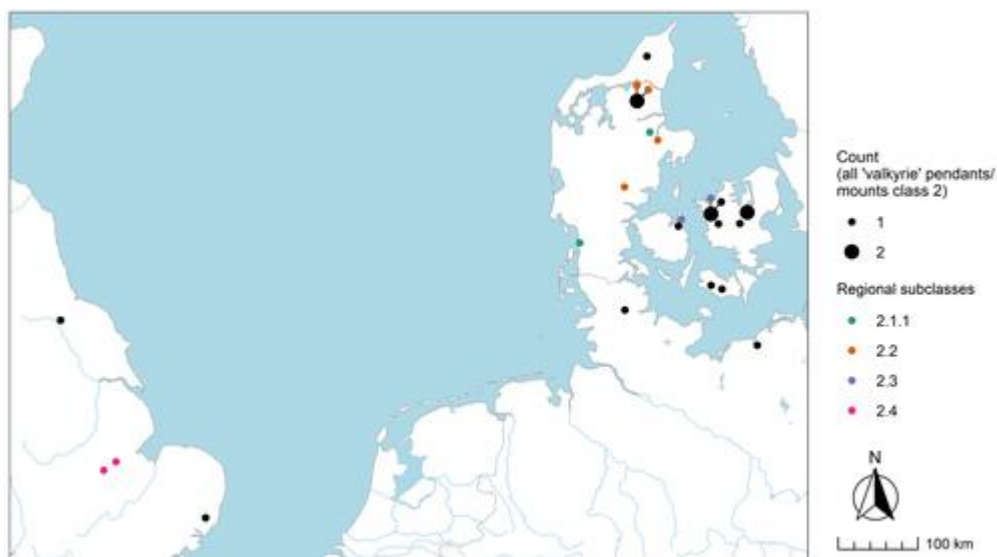 Count
(all 'valkyrie' pendants/
mounts class 2)
1
2
Regional subclasses
2.1.1
2.2
2.3
2.4
N
100 km